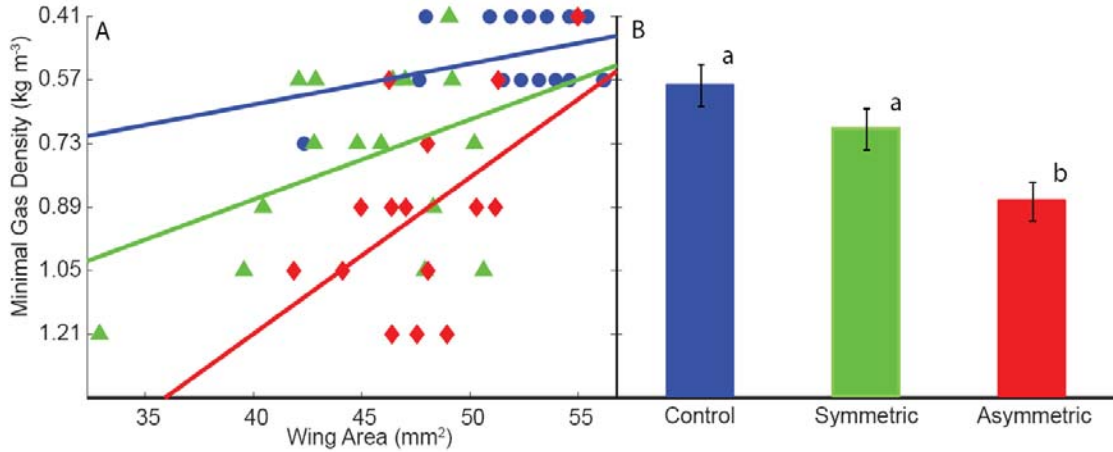 A
B
Minimal Gas Density (kg m⁻³)
0.41
0.57
0.73
0.89
1.05
1.21
35
40
45
50
55
Wing Area (mm²)
a
a
b
Control
Symmetric
Asymmetric